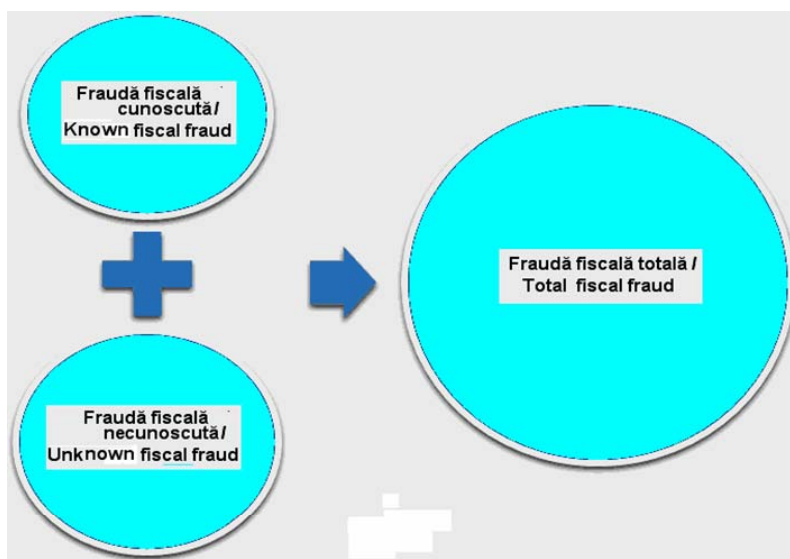 Fraudă fiscală
cunoscută /
Known fiscal fraud
Fraudă fiscală
necunoscută /
Unknown fiscal fraud
Fraudă fiscală totală /
Total fiscal fraud